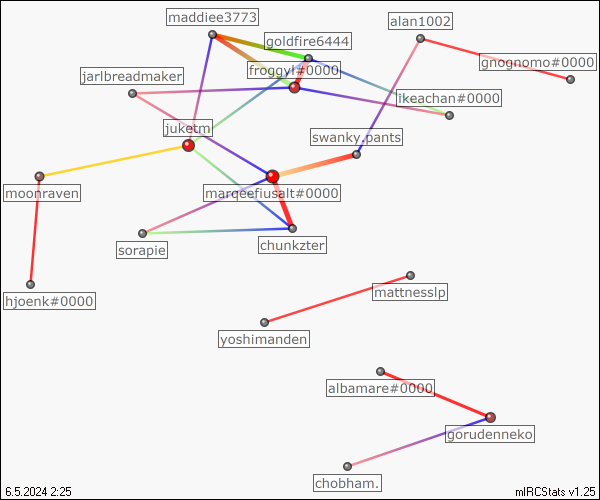 maddiee3773
alan1002
goldfire6444
gnognomo#0000
froggyl#0000
jarlbreadmaker
ikeachan#0000
juketm
swanky.pants
moonraven
marqeefiusalt#0000
sorapie
chunkzter
hjoenk#0000
mattnesslp
yoshimanden
albamare#0000
gorudenneko
chobham.
6.5.2024 2:25
mIRCStats v1.25